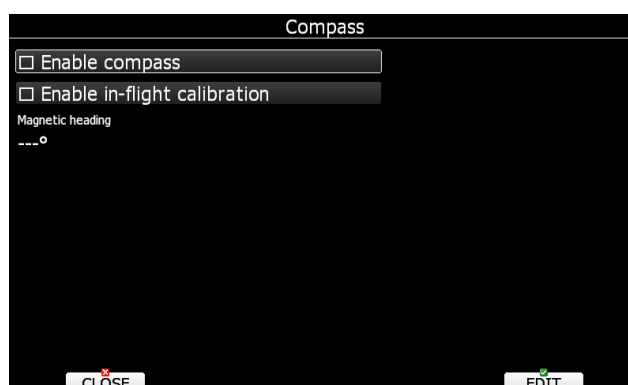 Compass
Enable compass
Enable in-flight calibration
Magnetic heading
---°
CLOSE
EDIT